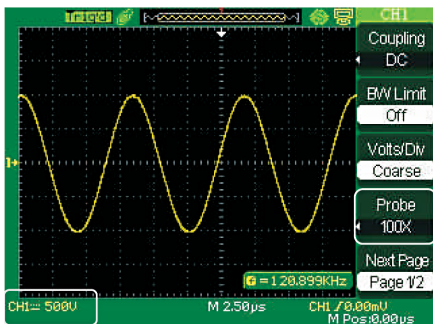 Trig'd CH1
Coupling
DC
BW Limit
Off
Volts/Div
Coarse
Probe
100X
Next Page
Page 1/2
1
F = 120.899KHz
CH1 500V M 2.50µs CH1 / 0.00mV
M Pos:0.00µs